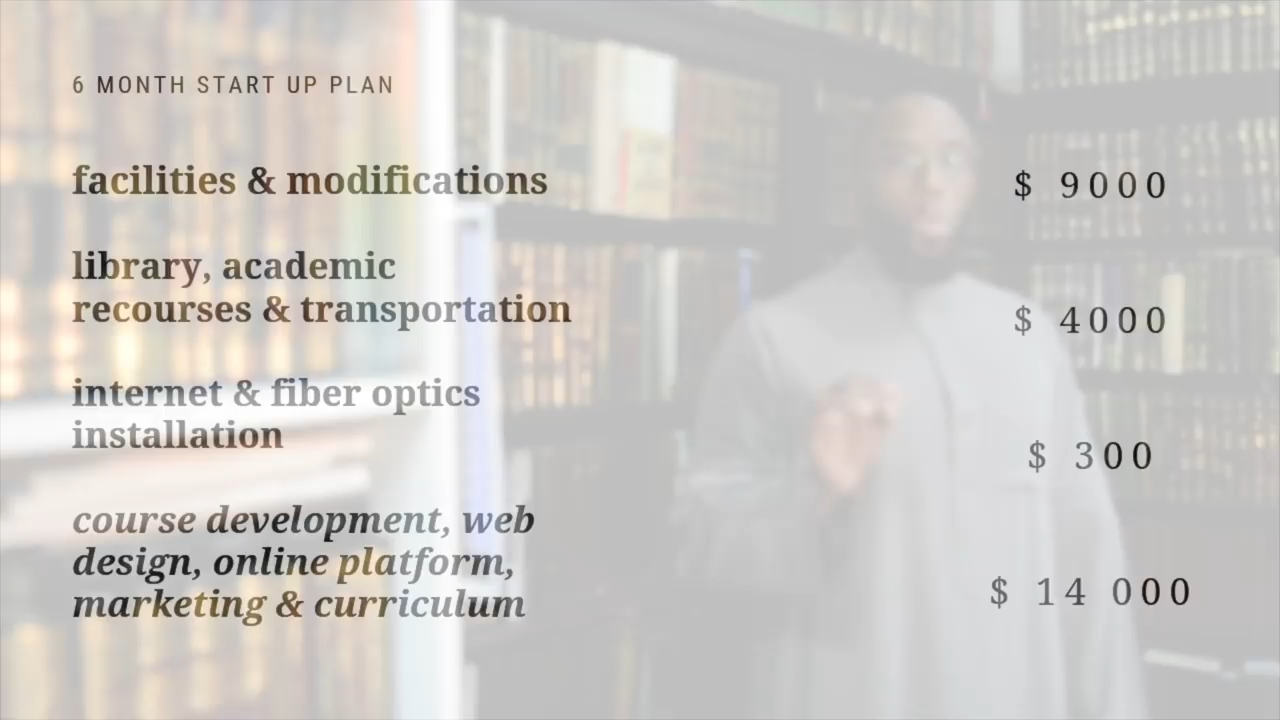 6 MONTH START UP PLAN
facilities & modifications
$ 9000
library, academic
recourses & transportation
$ 4000
internet & fiber optics
installation
$ 300
course development, web
design, online platform,
marketing & curriculum
$ 14 000